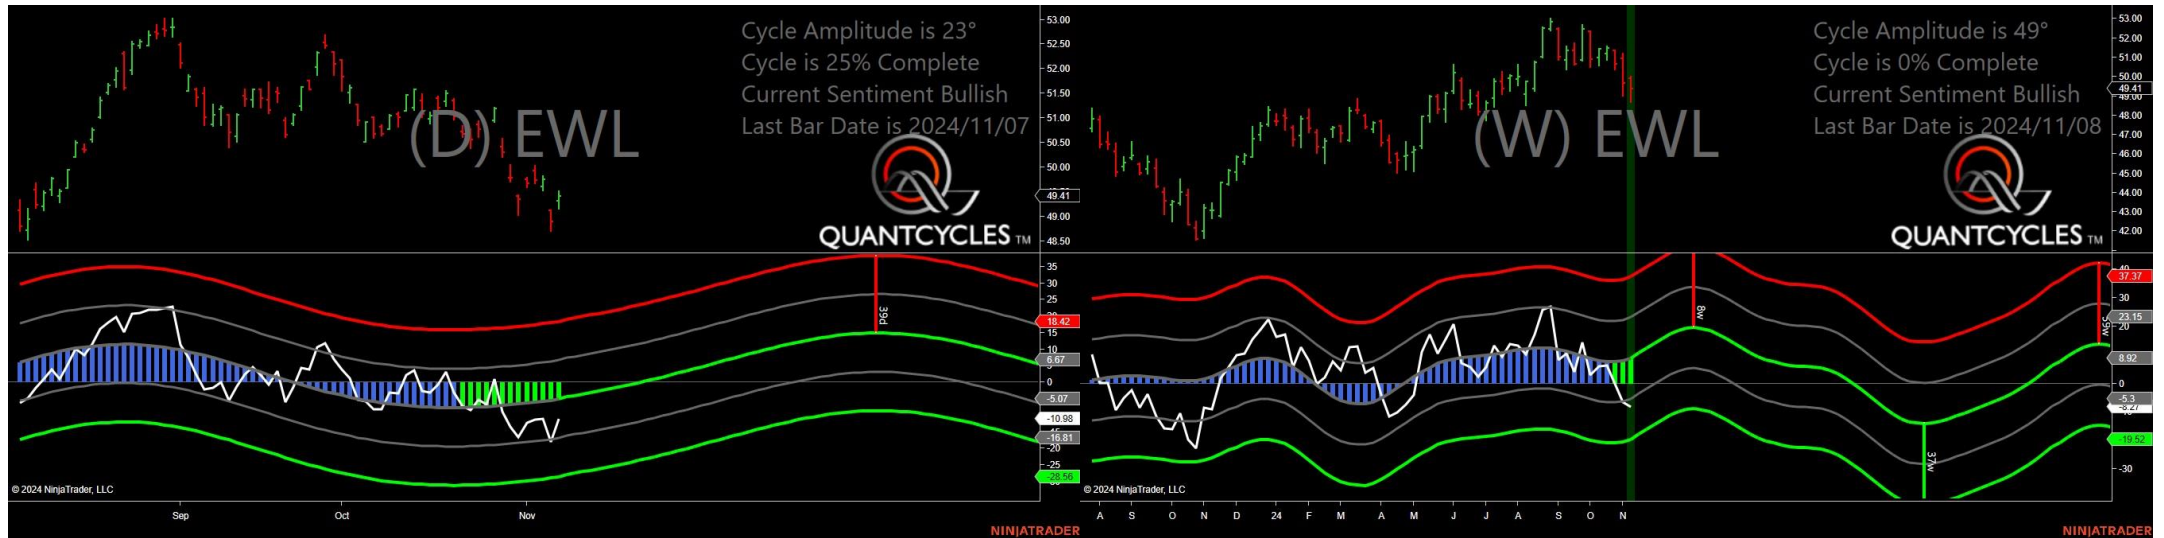 Cycle Amplitude is 23°
Cycle is 25% Complete
Current Sentiment Bullish
Last Bar Date is 2024/11/07
(D) EWL
QUANTCYCLES TM
53.00
52.50
52.00
51.50
51.00
50.50
50.00
49.41
49.00
48.50
39d
35
30
25
20
18.42
15
10
6.67
5
0
-5.07
-10.98
-16.81
-20
-25
-28.56
© 2024 NinjaTrader, LLC
Sep
Oct
Nov
NINJATRADER
Cycle Amplitude is 49°
Cycle is 0% Complete
Current Sentiment Bullish
Last Bar Date is 2024/11/08
(W) EWL
QUANTCYCLES TM
53.00
52.00
51.00
50.00
49.41
49.00
48.00
47.00
46.00
45.00
44.00
43.00
42.00
8w
37w
59w
40
37.37
30
23.15
20
8.92
0
-5.3
-8.27
-19.52
-30
© 2024 NinjaTrader, LLC
A
S
O
N
D
24
F
M
A
M
J
J
A
S
O
N
NINJATRADER